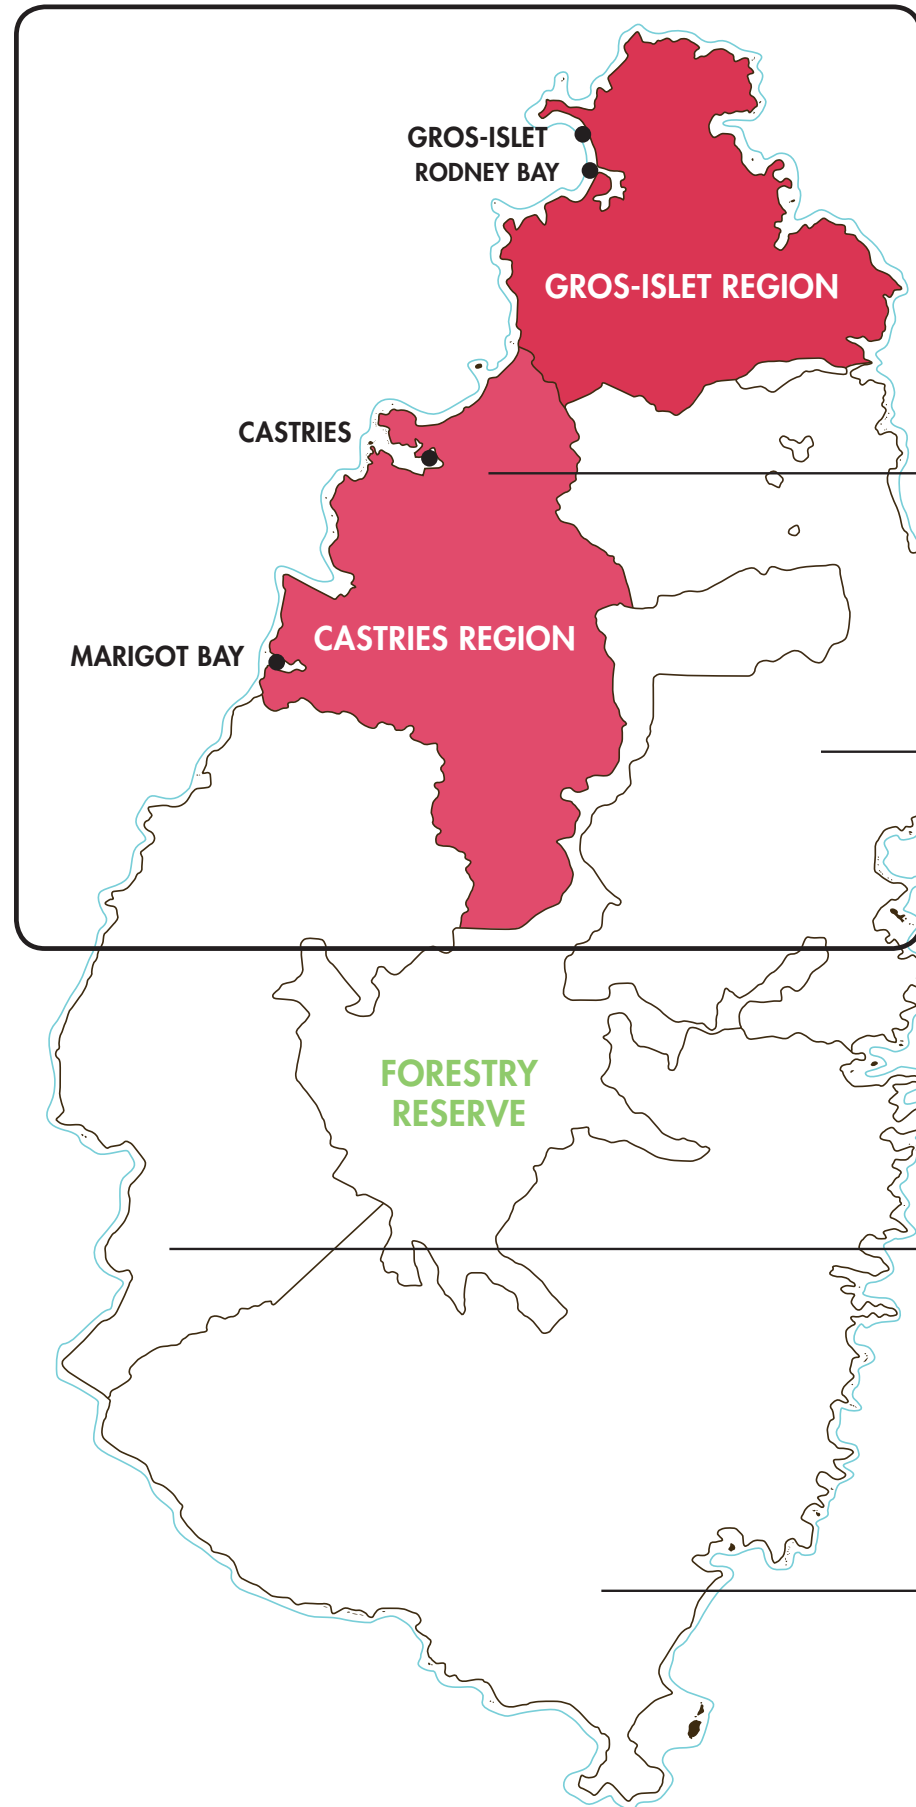 GROS-ISLET
RODNEY BAY
GROS-ISLET REGION
CASTRIES
CASTRIES REGION
MARIGOT BAY
FORESTRY
RESERVE